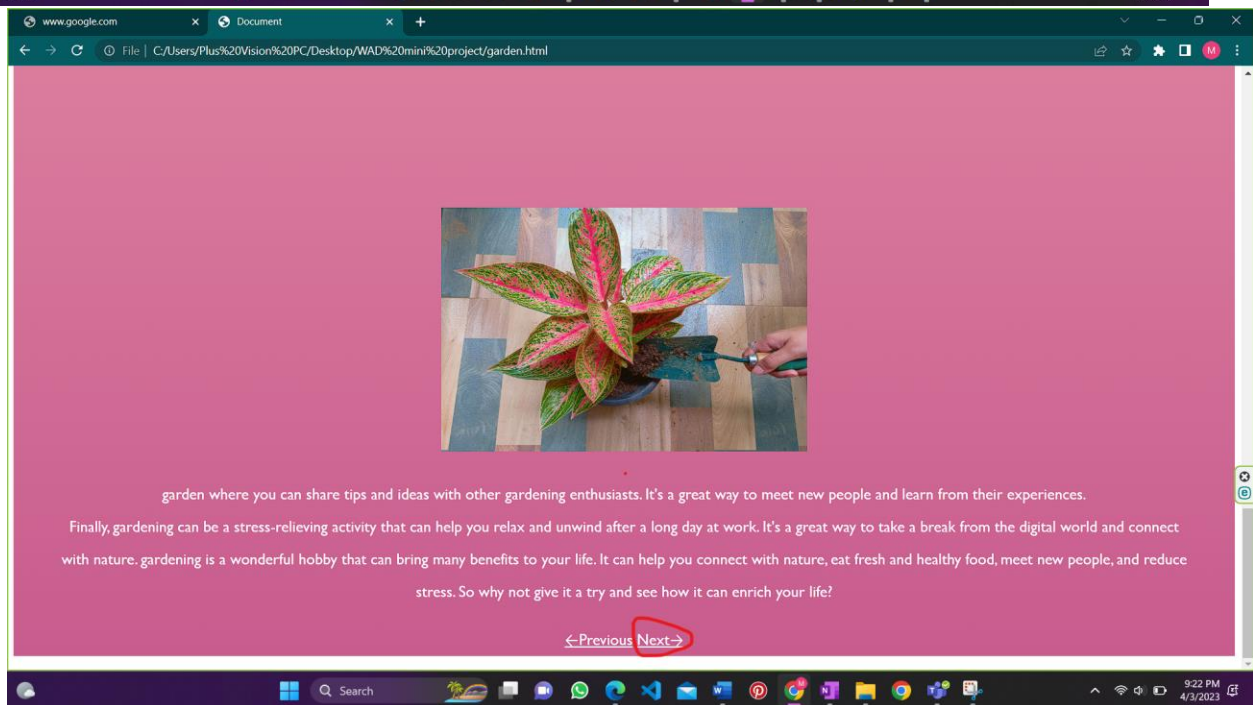 www.google.com
Document
File | C:/Users/Plus%20Vision%20PC/Desktop/WAD%20mini%20project/garden.html
M
garden where you can share tips and ideas with other gardening enthusiasts. It's a great way to meet new people and learn from their experiences.
Finally, gardening can be a stress-relieving activity that can help you relax and unwind after a long day at work. It's a great way to take a break from the digital world and connect
with nature. gardening is a wonderful hobby that can bring many benefits to your life. It can help you connect with nature, eat fresh and healthy food, meet new people, and reduce
stress. So why not give it a try and see how it can enrich your life?
←Previous Next→
Search
9:22 PM
4/3/2023